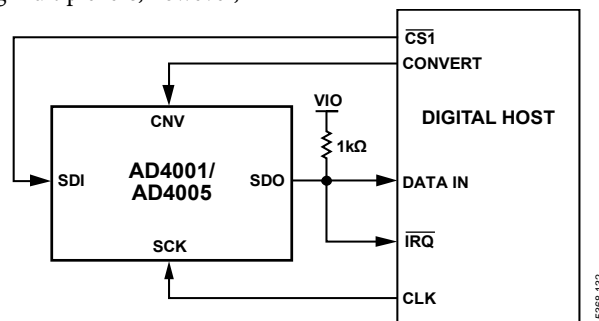 CS1
CONVERT
VIO
DIGITAL HOST
CNV
1kΩ
AD4001/
AD4005
SDI
SDO
DATA IN
SCK
IRQ
CLK